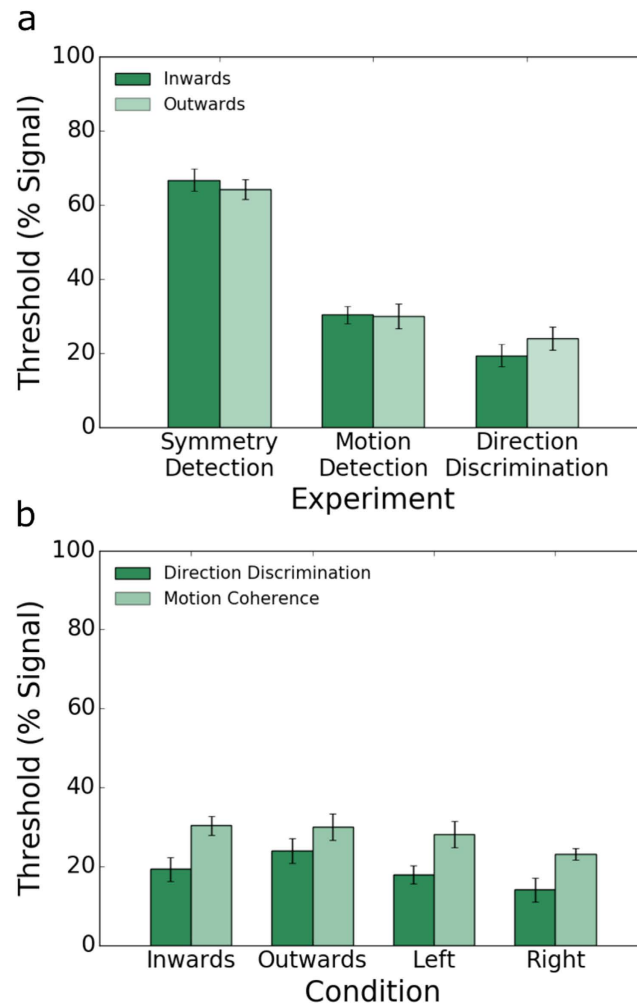 a
100
Inwards
Outwards
80
60
40
20
0
Threshold (% Signal)
Symmetry Detection
Motion Detection
Direction Discrimination
Experiment
b
100
Direction Discrimination
Motion Coherence
80
60
40
20
0
Threshold (% Signal)
Inwards Outwards Left Right
Condition